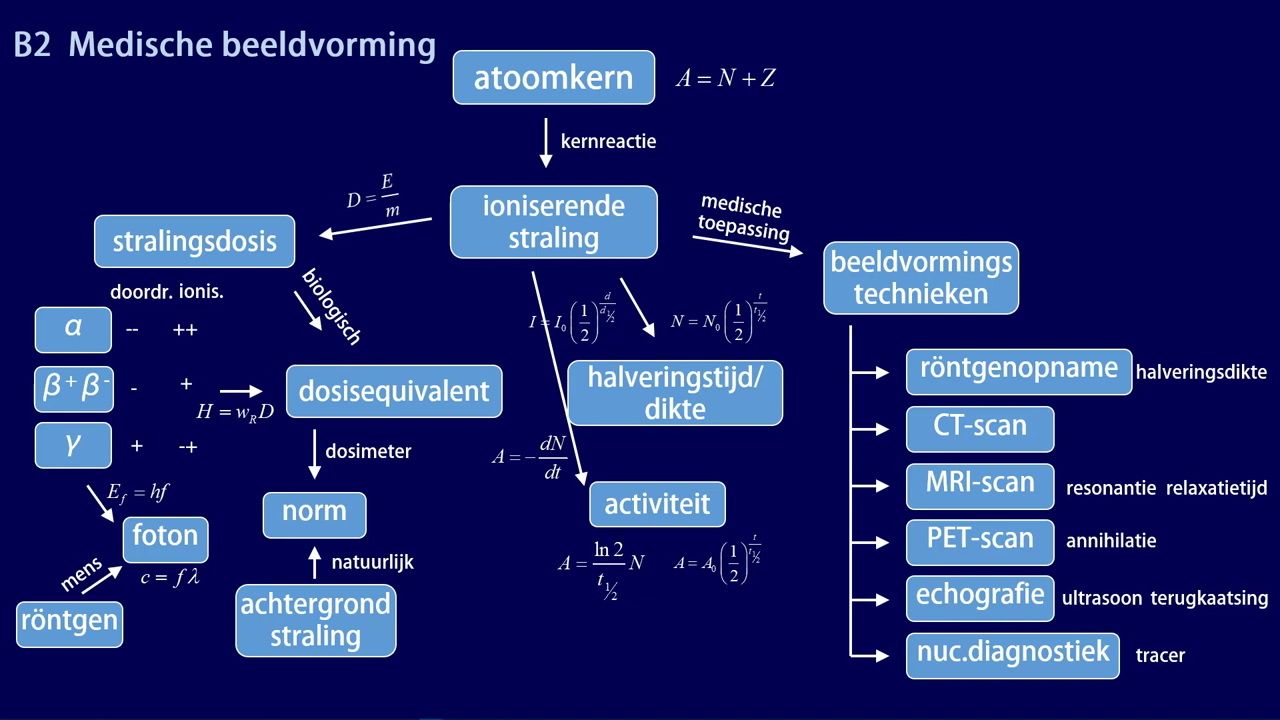 B2 Medische beeldvorming
atoomkern
A = N + Z
kernreactie
ioniserende
straling
D = E/m
stralingsdosis
medische
toepassing
beeldvormings
technieken
doordr. ionis.
biologisch
α -- ++
β⁺ β⁻ - +
γ + -+
H = w_R D
dosisequivalent
I = I₀ (1/2)^(d/d½)
N = N₀ (1/2)^(t/t½)
halveringstijd/
dikte
A = - dN/dt
activiteit
A = ln 2/t½ N
A = A₀ (1/2)^(t/t½)
dosimeter
norm
natuurlijk
achtergrond
straling
E_f = hf
foton
c = f λ
mens
röntgen
röntgenopname halveringsdikte
CT-scan
MRI-scan resonantie relaxatietijd
PET-scan annihilatie
echografie ultrasoon terugkaatsing
nuc.diagnostiek tracer